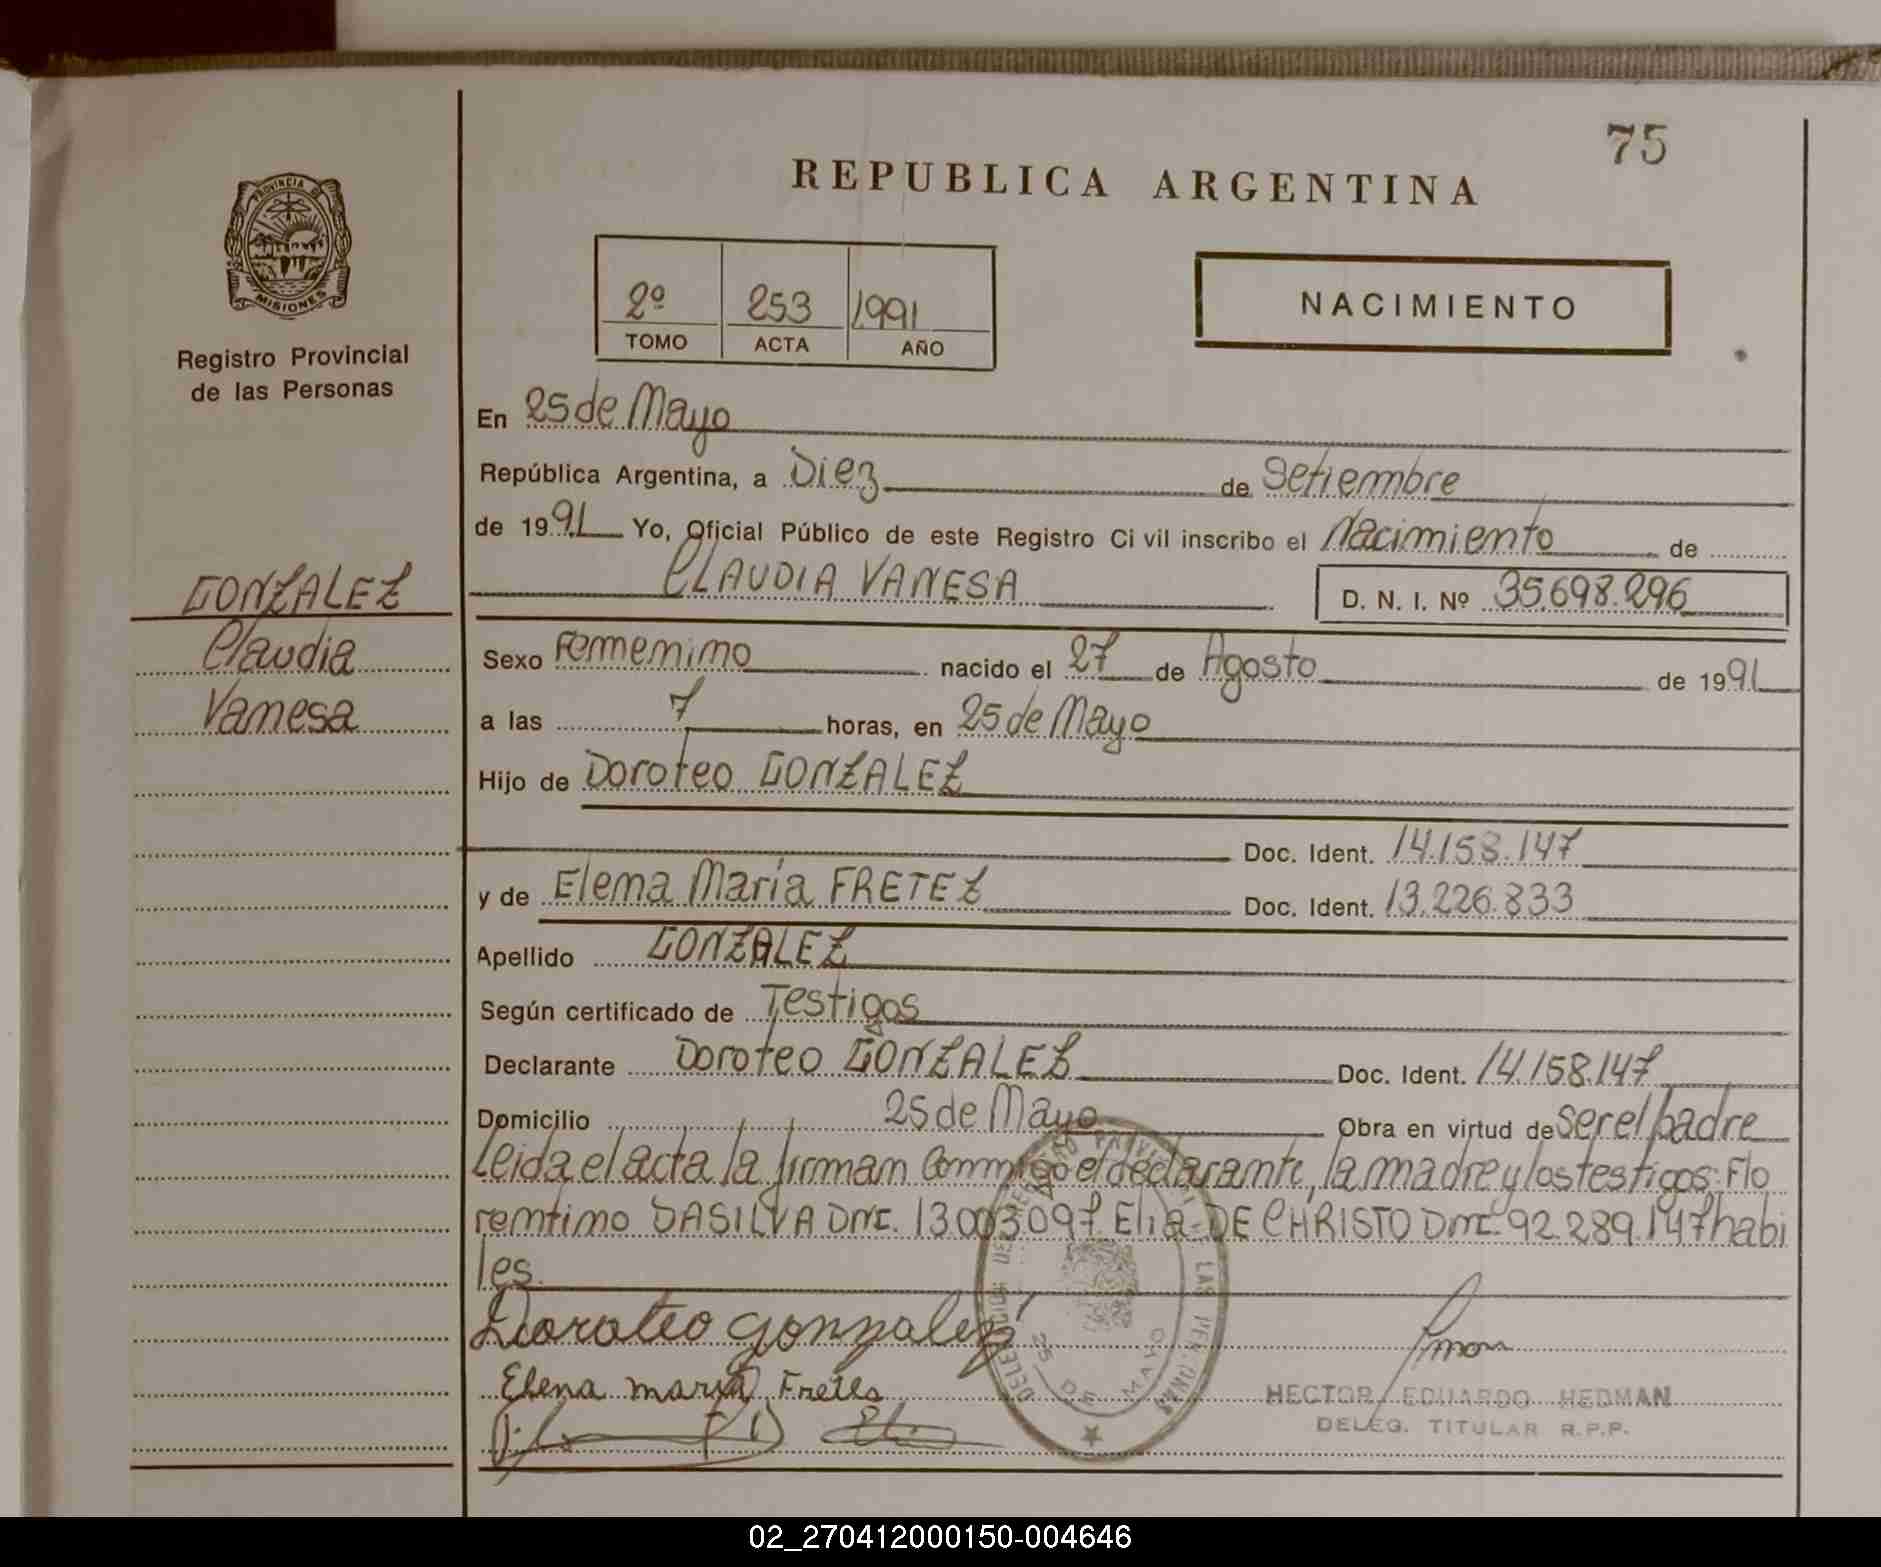 75
REPUBLICA ARGENTINA
PROVINCIA D
MISIONES
Registro Provincial
de las Personas
2º 253 1991
TOMO ACTA AÑO
NACIMIENTO
En 25 de Mayo
República Argentina, a Diez de Setiembre
de 1991 Yo, Oficial Público de este Registro Ci vil inscribo el Nacimiento de
CLAUDIA VANESA D. N. I. Nº 35.698.296
GONZALEZ
Claudia
Vanesa
Sexo Femenino nacido el 27 de Agosto de 1991
a las 7 horas, en 25 de Mayo
Hijo de Doroteo GONZALEZ
Doc. Ident. 14.158.147
y de Elena María FRETEZ Doc. Ident. 13.226.833
Apellido GONZALEZ
Según certificado de Testigos
Declarante Doroteo GONZALEZ Doc. Ident. 14.158.147
Domicilio 25 de Mayo Obra en virtud de ser el padre
Leida el acta la firman Conmigo el declarante, la madre y los testigos: Flo
rentino DASILVA DNI. 13.003.097 Elia DE CHRISTO DNI. 92.289.147 habi
les.
Doroteo gonzalez
Elena maria Fretes
25 DE MAYO
HECTOR EDUARDO HEDMAN
DELEG. TITULAR R.P.P.
02_270412000150-004646